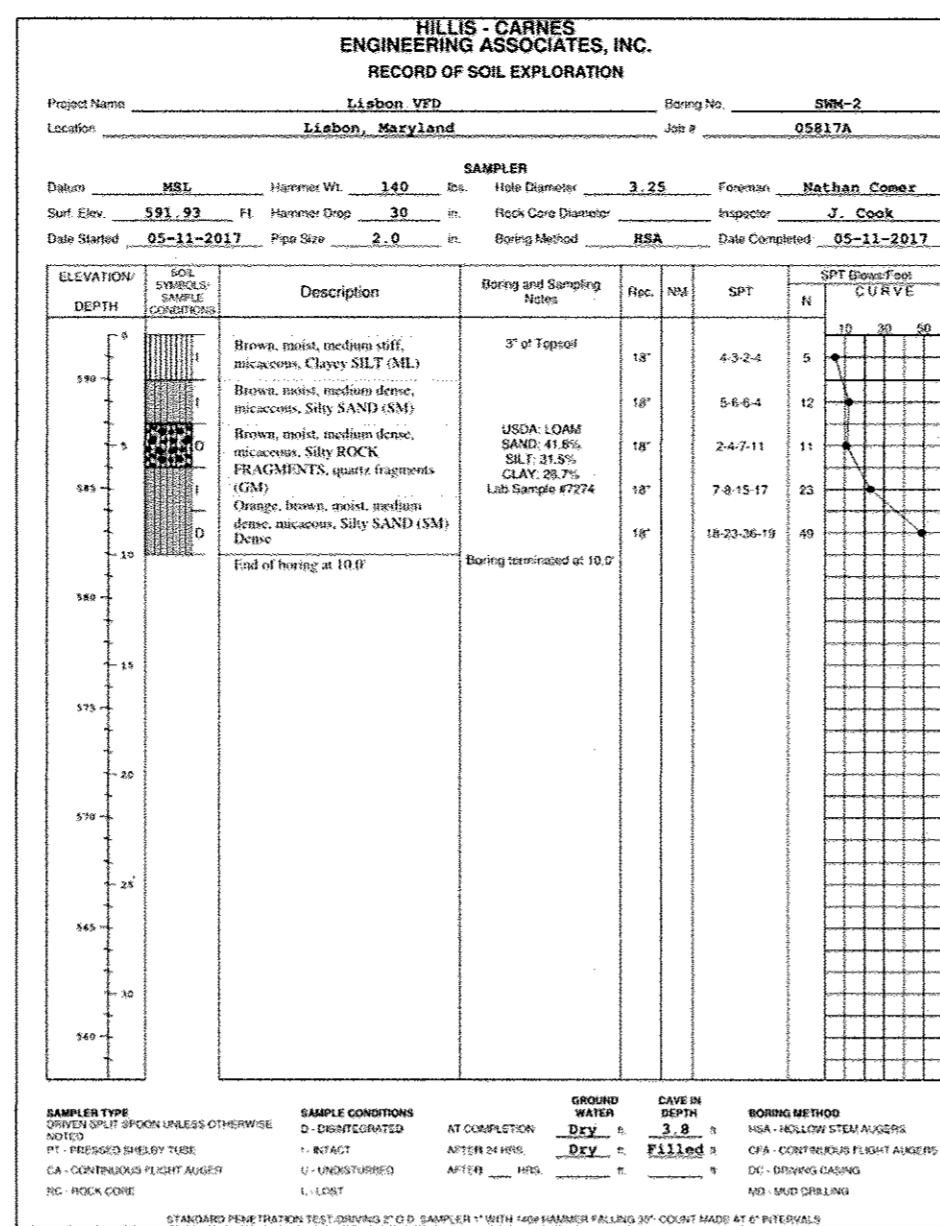 HILLIS - CARNES
ENGINEERING ASSOCIATES, INC.
RECORD OF SOIL EXPLORATION
Project Name Lisbon VFD Boring No. SWM-2
Location Lisbon, Maryland Job # 05817A
SAMPLER
Datum MSL Hammer Wt. 140 lbs. Hole Diameter 3.25 Foreman Nathan Comer
Surf. Elev. 591.93 Ft. Hammer Drop 30 in. Rock Core Diameter Inspector J. Cook
Date Started 05-11-2017 Pipe Size 2.0 in. Boring Method HSA Date Completed 05-11-2017
ELEVATION/ DEPTH SOIL SYMBOLS/ SAMPLE CONDITIONS Description Boring and Sampling Notes Rec. NM SPT SPT Blows/Foot N CURVE
10 30 50
0
Brown, moist, medium stiff, 3" of Topsoil
micaceous, Clayey SILT (ML) I 18" 4-3-2-4 5
590
Brown, moist, medium dense,
micaceous, Silty SAND (SM) I 18" 5-6-6-4 12
Brown, moist, medium dense, USDA: LOAM
5 D micaceous, Silty ROCK SAND: 41.8% 18" 2-4-7-11 11
FRAGMENTS, quartz fragments SILT: 31.5%
(GM) CLAY: 26.7%
585 I Lab Sample #7274 18" 7-8-15-17 23
Orange, brown, moist, medium
dense, micaceous, Silty SAND (SM)
D Dense 18" 18-23-36-19 49
10
End of boring at 10.0' Boring terminated at 10.0'
580
15
575
20
570
25
565
30
560
SAMPLER TYPE SAMPLE CONDITIONS GROUND WATER CAVE IN DEPTH BORING METHOD
DRIVEN SPLIT SPOON UNLESS OTHERWISE NOTED D - DISINTEGRATED AT COMPLETION Dry ft. 3.8 ft. HSA - HOLLOW STEM AUGERS
PT - PRESSED SHELBY TUBE I - INTACT AFTER 24 HRS. Dry ft. Filled ft. CFA - CONTINUOUS FLIGHT AUGERS
CA - CONTINUOUS FLIGHT AUGER U - UNDISTURBED AFTER HRS. ft. ft. DC - DRIVING CASING
RC - ROCK CORE L - LOST MD - MUD DRILLING
STANDARD PENETRATION TEST-DRIVING 2" O.D. SAMPLER 1" WITH 140# HAMMER FALLING 30"- COUNT MADE AT 6" INTERVALS